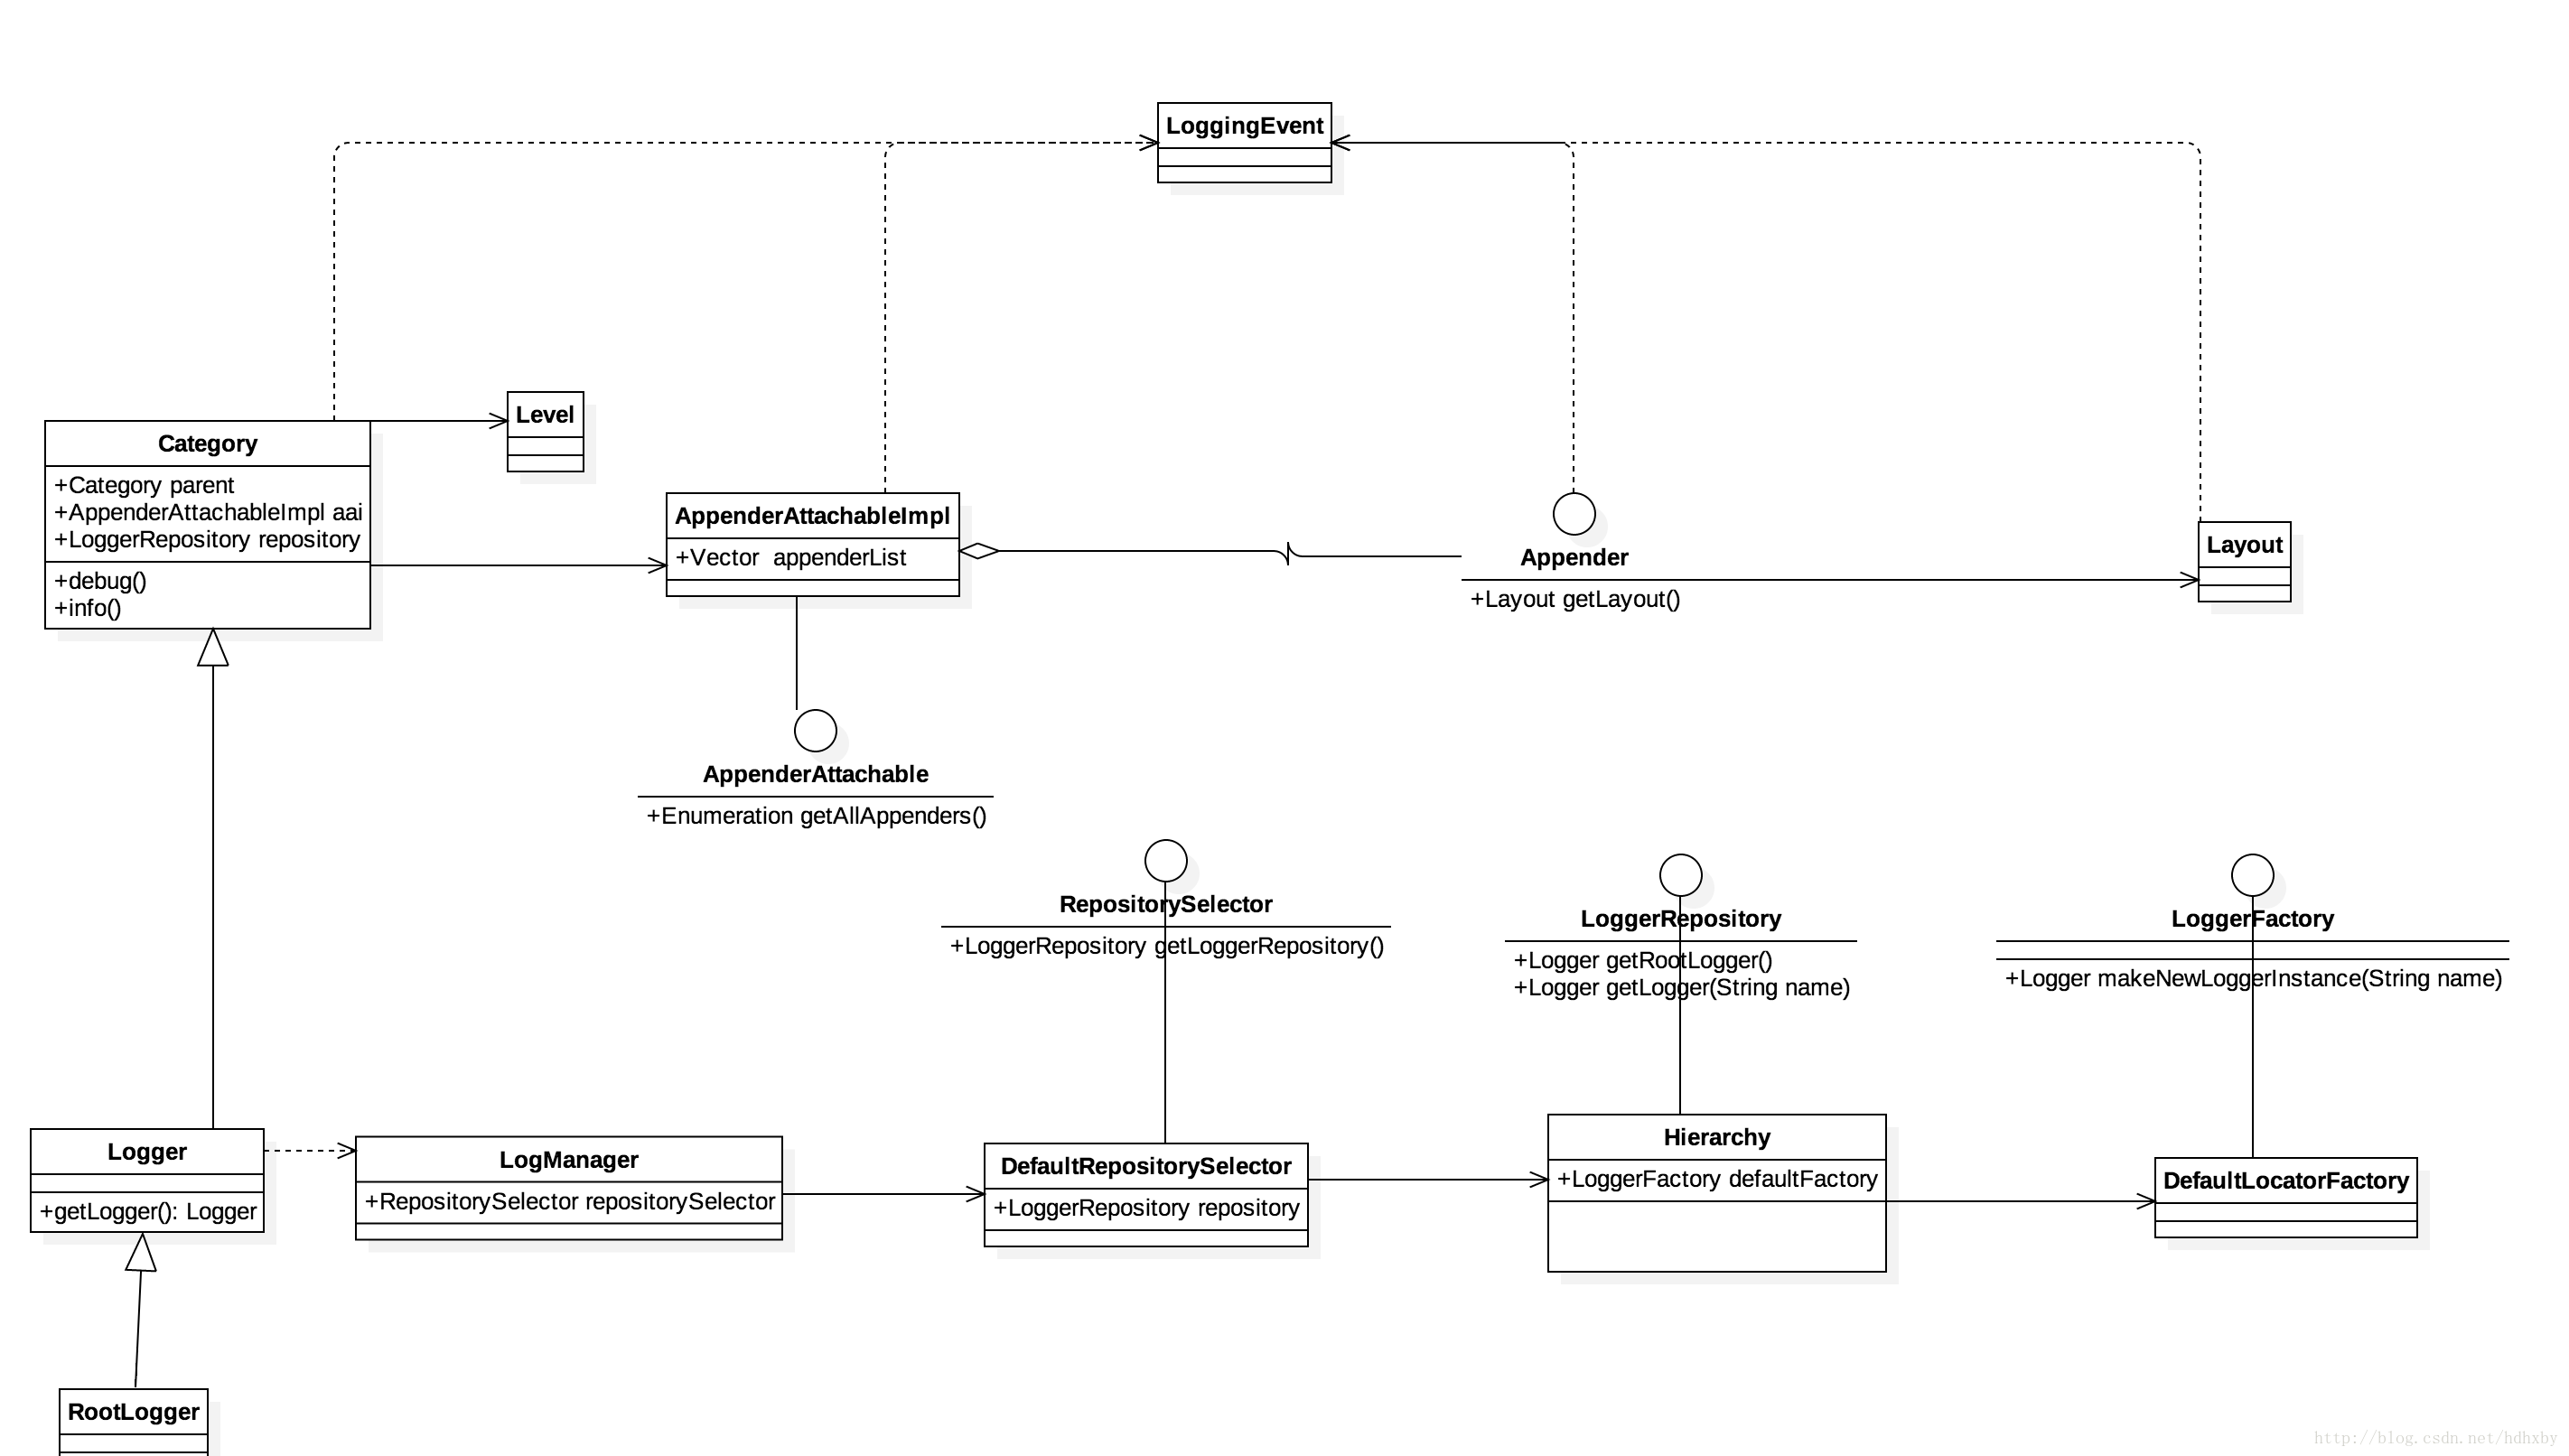 LoggingEvent
Level
Category
+Category parent
+AppenderAttachableImpl aai
+LoggerRepository repository
+debug()
+info()
AppenderAttachableImpl
+Vector  appenderList
Appender
+Layout getLayout()
Layout
AppenderAttachable
+Enumeration getAllAppenders()
RepositorySelector
+LoggerRepository getLoggerRepository()
LoggerRepository
+Logger getRootLogger()
+Logger getLogger(String name)
LoggerFactory
+Logger makeNewLoggerInstance(String name)
Logger
+getLogger(): Logger
LogManager
+RepositorySelector repositorySelector
DefaultRepositorySelector
+LoggerRepository repository
Hierarchy
+LoggerFactory defaultFactory
DefaultLocatorFactory
RootLogger
http://blog.csdn.net/hdhxby